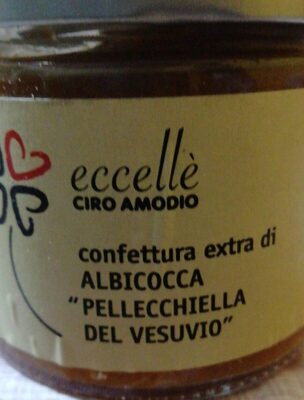 eccellè
CIRO AMODIO
confettura extra di
ALBICOCCA
"PELLECCHIELLA
DEL VESUVIO"